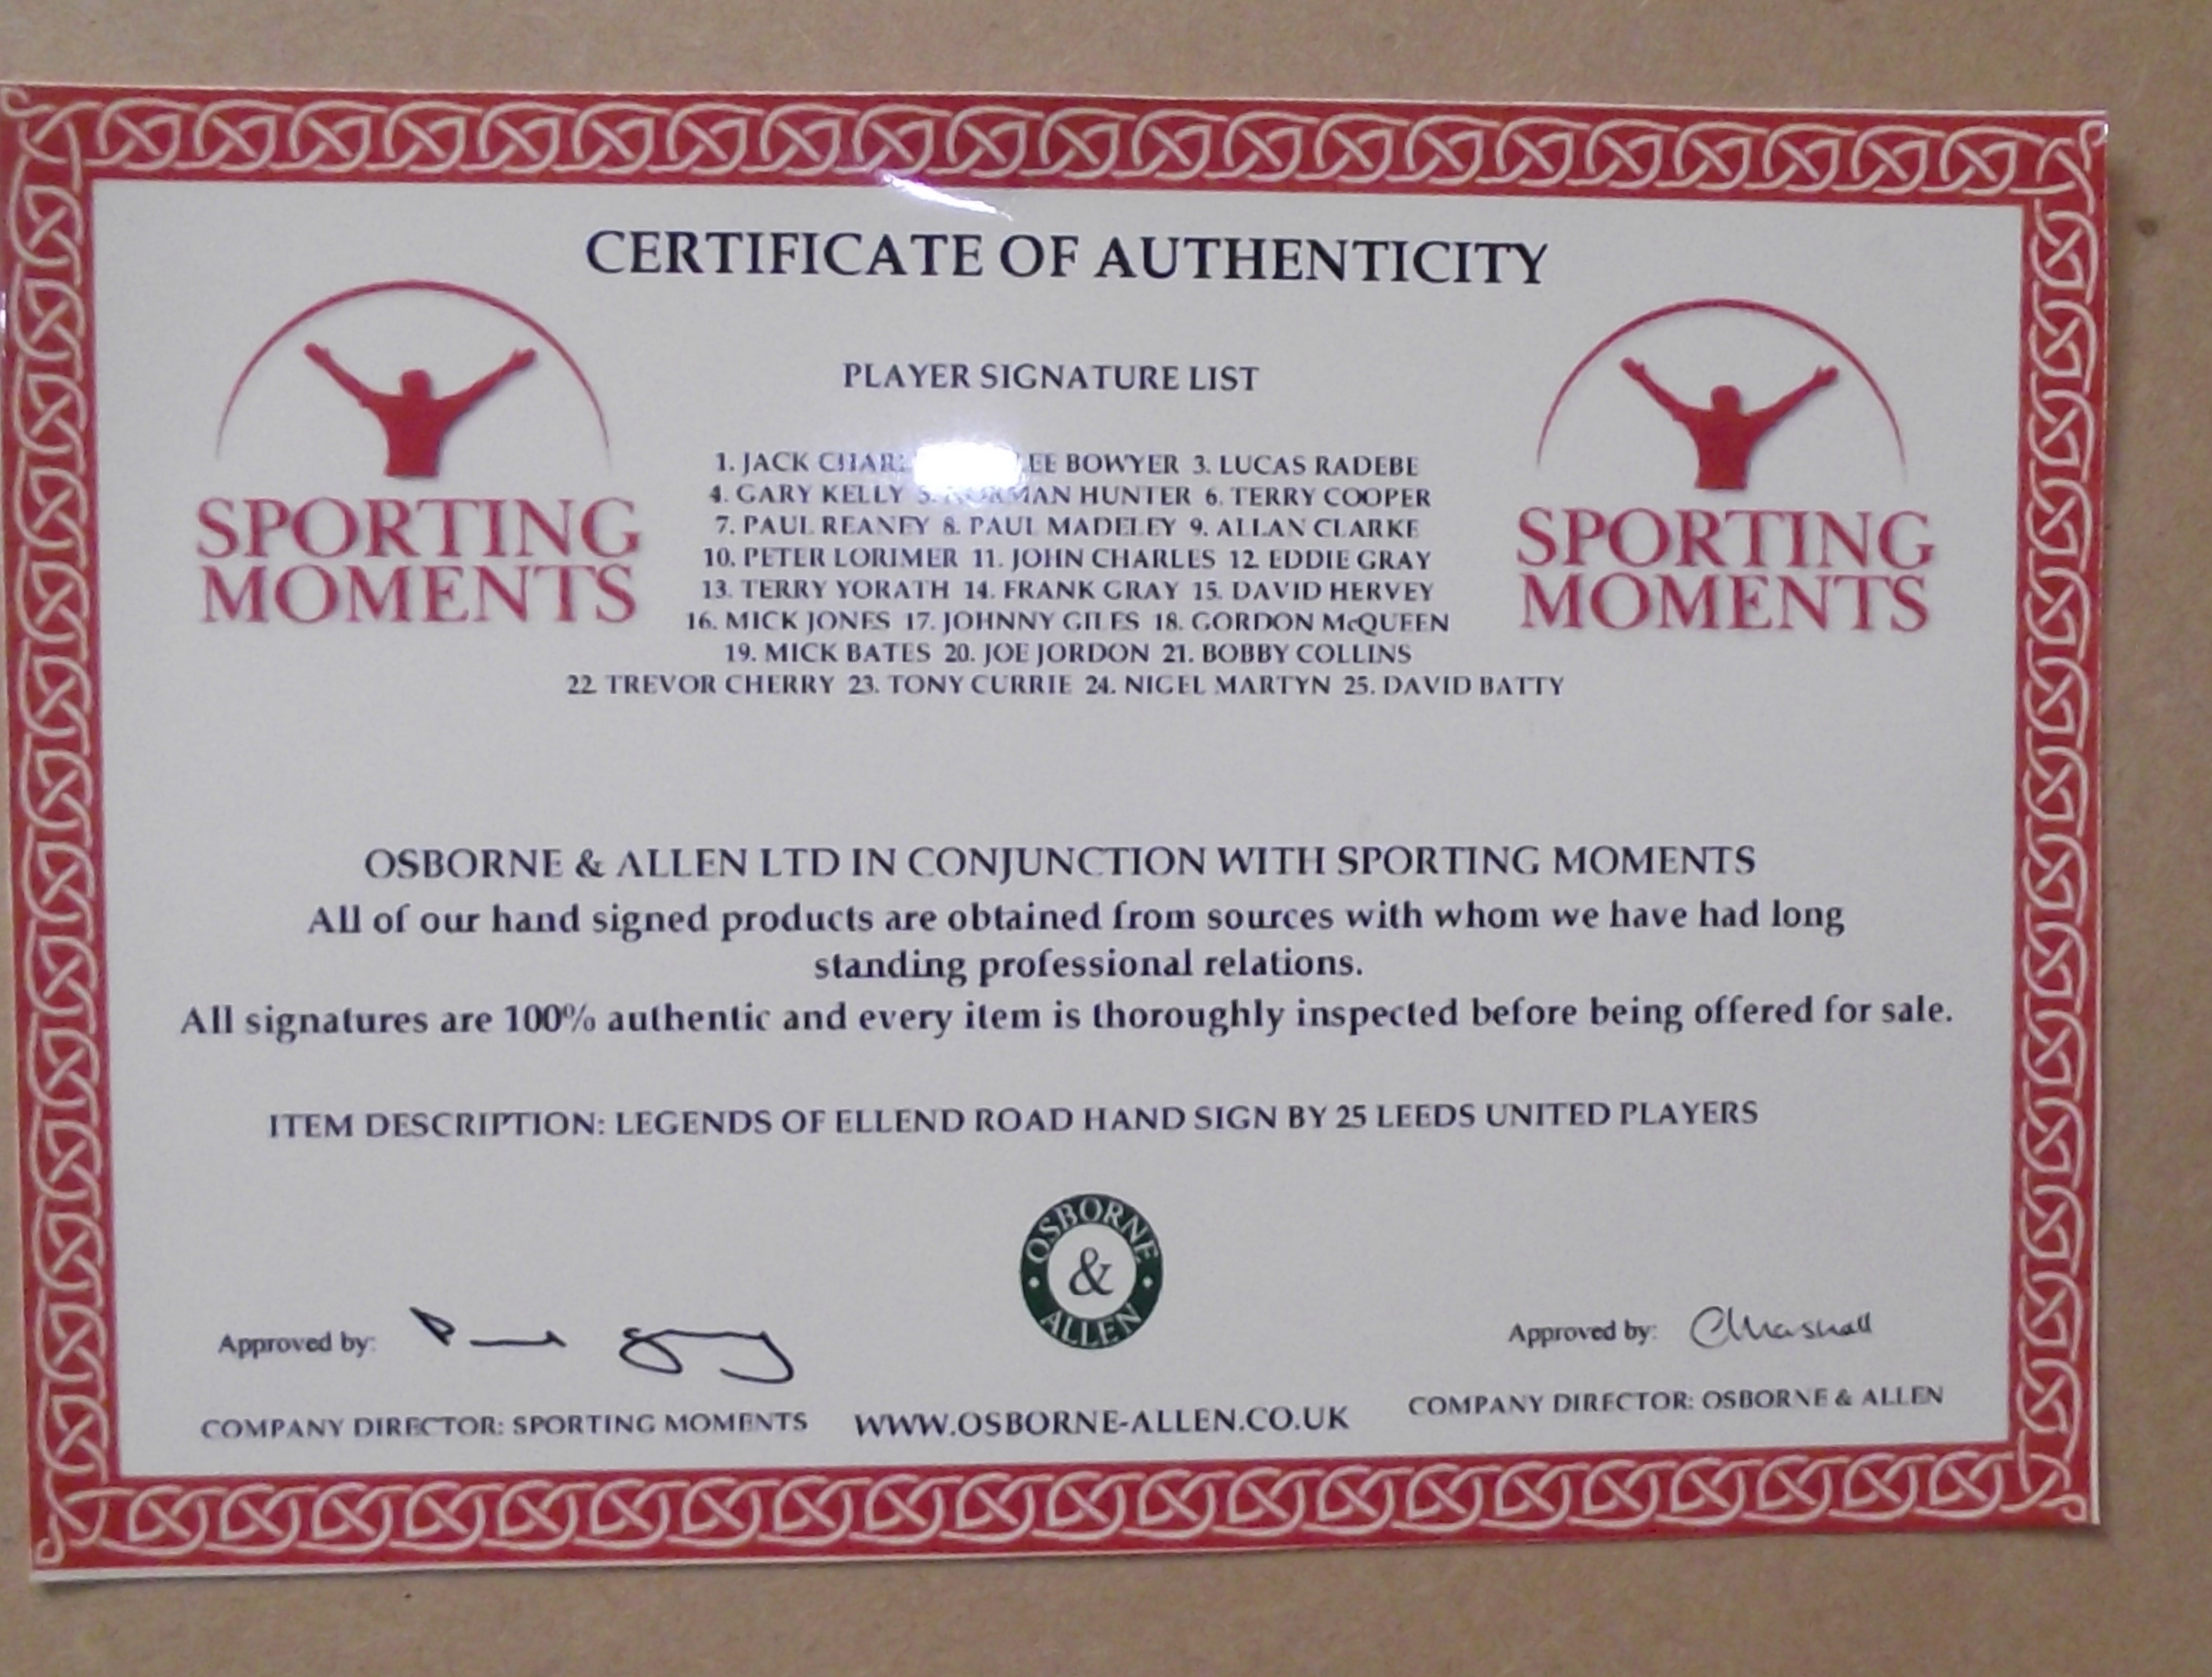 CERTIFICATE OF AUTHENTICITY
PLAYER SIGNATURE LIST
SPORTING
MOMENTS
SPORTING
MOMENTS
1. JACK LEE BOWYER 3. LUCAS RADEBE
4. GARY KELLY 5. NORMAN HUNTER 6. TERRY COOPER
7. PAUL REANEY 8. PAUL MADELEY 9. ALLAN CLARKE
10. PETER LORIMER 11. JOHN CHARLES 12. EDDIE GRAY
13. TERRY YORATH 14. FRANK GRAY 15. DAVID HERVEY
16. MICK JONES 17. JOHNNY GILES 18. GORDON McQUEEN
19. MICK BATES 20. JOE JORDON 21. BOBBY COLLINS
22. TREVOR CHERRY 23. TONY CURRIE 24. NIGEL MARTYN 25. DAVID BATTY
OSBORNE & ALLEN LTD IN CONJUNCTION WITH SPORTING MOMENTS
All of our hand signed products are obtained from sources with whom we have had long
standing professional relations.
All signatures are 100% authentic and every item is thoroughly inspected before being offered for sale.
ITEM DESCRIPTION: LEGENDS OF ELLEND ROAD HAND SIGN BY 25 LEEDS UNITED PLAYERS
OSBORNE
&
ALLEN
Approved by:
Approved by: CMarshall
COMPANY DIRECTOR: SPORTING MOMENTS
WWW.OSBORNE-ALLEN.CO.UK
COMPANY DIRECTOR: OSBORNE & ALLEN